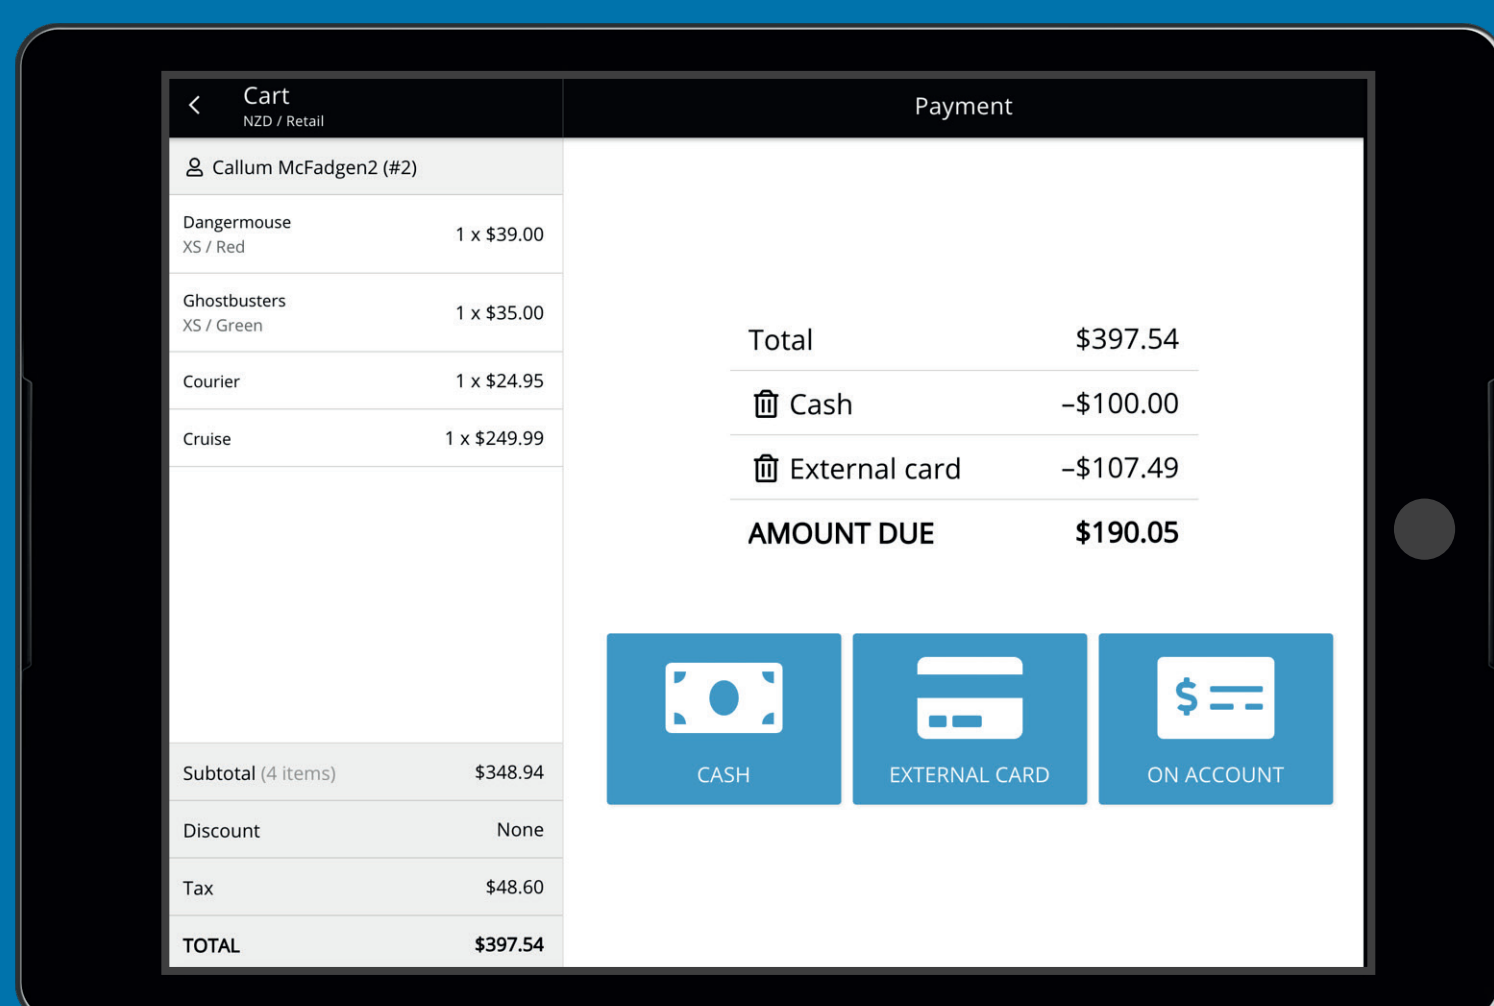 Cart
NZD / Retail
Payment
Callum McFadgen2 (#2)
Dangermouse
XS / Red
1 x $39.00
Ghostbusters
XS / Green
1 x $35.00
Courier
1 x $24.95
Cruise
1 x $249.99
Subtotal (4 items)
$348.94
Discount
None
Tax
$48.60
TOTAL
$397.54
Total
$397.54
Cash
–$100.00
External card
–$107.49
AMOUNT DUE
$190.05
CASH
EXTERNAL CARD
ON ACCOUNT